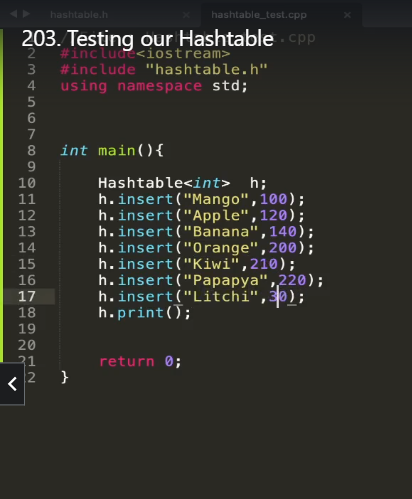 hashtable.h hashtable_test.cpp
203. Testing our Hashtable
.cpp
2 #include<iostream>
3 #include "hashtable.h"
4 using namespace std;
5
6
7
8 int main(){
9
10 Hashtable<int> h;
11 h.insert("Mango",100);
12 h.insert("Apple",120);
13 h.insert("Banana",140);
14 h.insert("Orange",200);
15 h.insert("Kiwi",210);
16 h.insert("Papapya",220);
17 h.insert("Litchi",30);
18 h.print();
19
20
21 return 0;
2 }